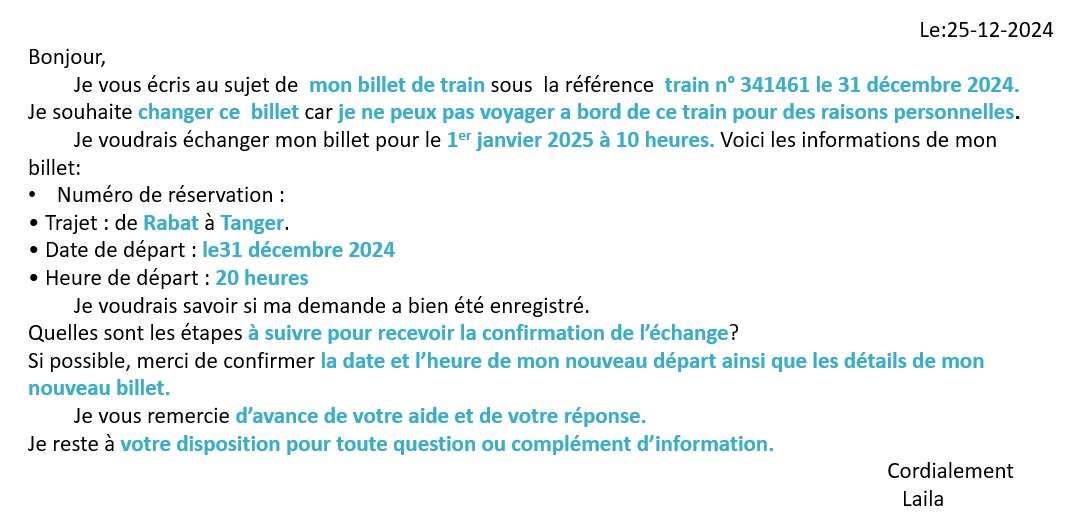 Le:25-12-2024
Bonjour,
Je vous écris au sujet de mon billet de train sous la référence train n° 341461 le 31 décembre 2024.
Je souhaite changer ce billet car je ne peux pas voyager a bord de ce train pour des raisons personnelles.
Je voudrais échanger mon billet pour le 1er janvier 2025 à 10 heures. Voici les informations de mon
billet:
• Numéro de réservation :
• Trajet : de Rabat à Tanger.
• Date de départ : le31 décembre 2024
• Heure de départ : 20 heures
Je voudrais savoir si ma demande a bien été enregistré.
Quelles sont les étapes à suivre pour recevoir la confirmation de l’échange?
Si possible, merci de confirmer la date et l’heure de mon nouveau départ ainsi que les détails de mon
nouveau billet.
Je vous remercie d’avance de votre aide et de votre réponse.
Je reste à votre disposition pour toute question ou complément d’information.
Cordialement
Laila